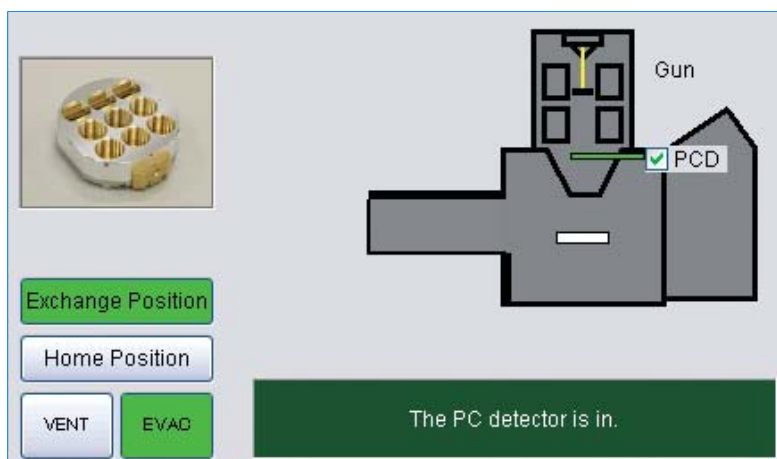 Gun
PCD
Exchange Position
Home Position
VENT
EVAC
The PC detector is in.